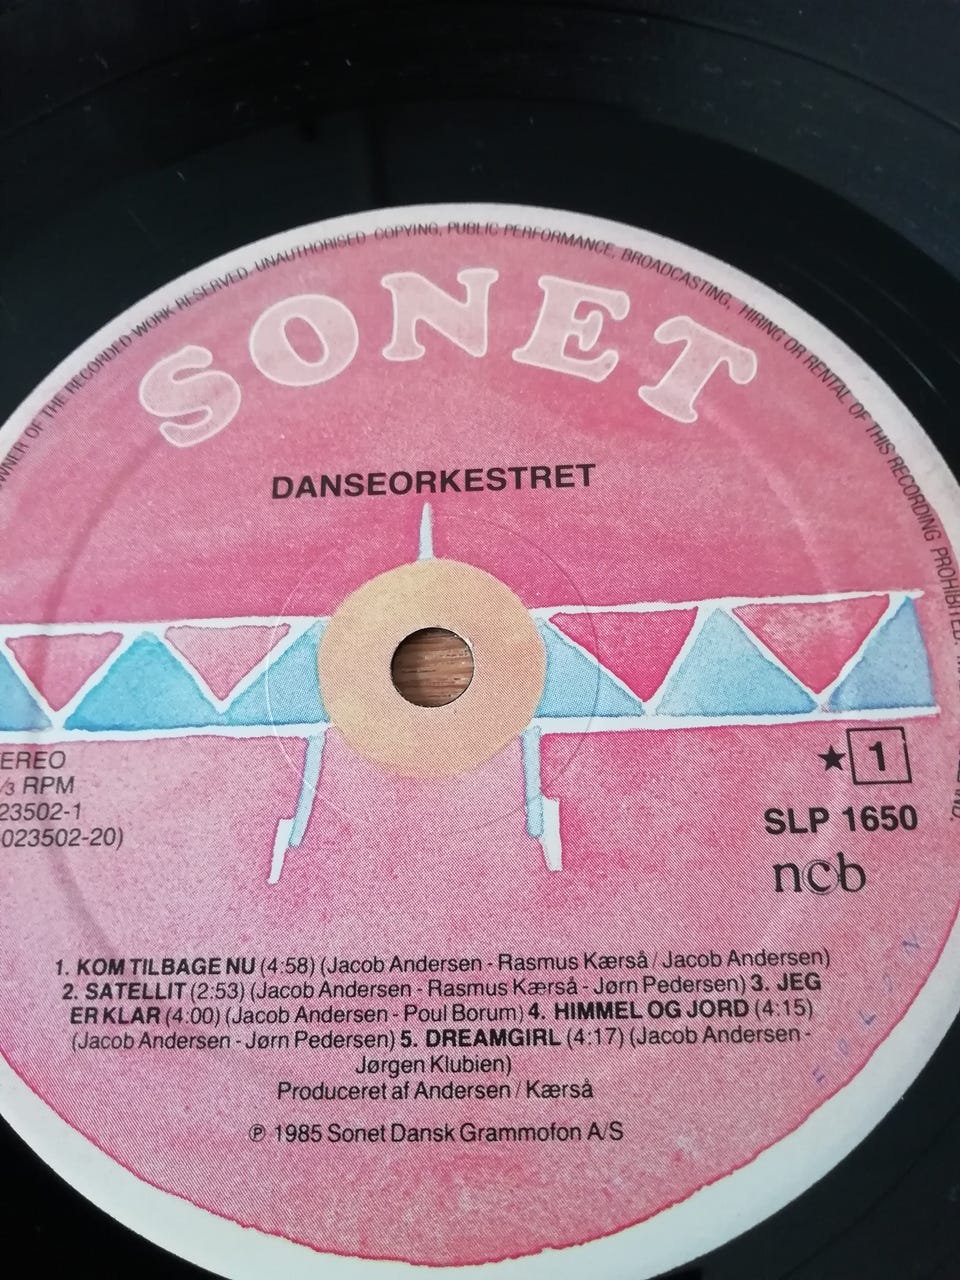 WNER OF THE RECORDED WORK RESERVED. UNAUTHORISED COPYING, PUBLIC PERFORMANCE, BROADCASTING, HIRING OR RENTAL OF THIS RECORDING PROHIBITED.
SONET
DANSEORKESTRET
EREO
/3 RPM
23502-1
023502-20)
★ 1
SLP 1650
ncb
1. KOM TILBAGE NU (4:58) (Jacob Andersen - Rasmus Kærså / Jacob Andersen)
2. SATELLIT (2:53) (Jacob Andersen - Rasmus Kærså - Jørn Pedersen) 3. JEG
ER KLAR (4:00) (Jacob Andersen - Poul Borum) 4. HIMMEL OG JORD (4:15)
(Jacob Andersen - Jørn Pedersen) 5. DREAMGIRL (4:17) (Jacob Andersen -
Jørgen Klubien)
Produceret af Andersen / Kærså
℗ 1985 Sonet Dansk Grammofon A/S